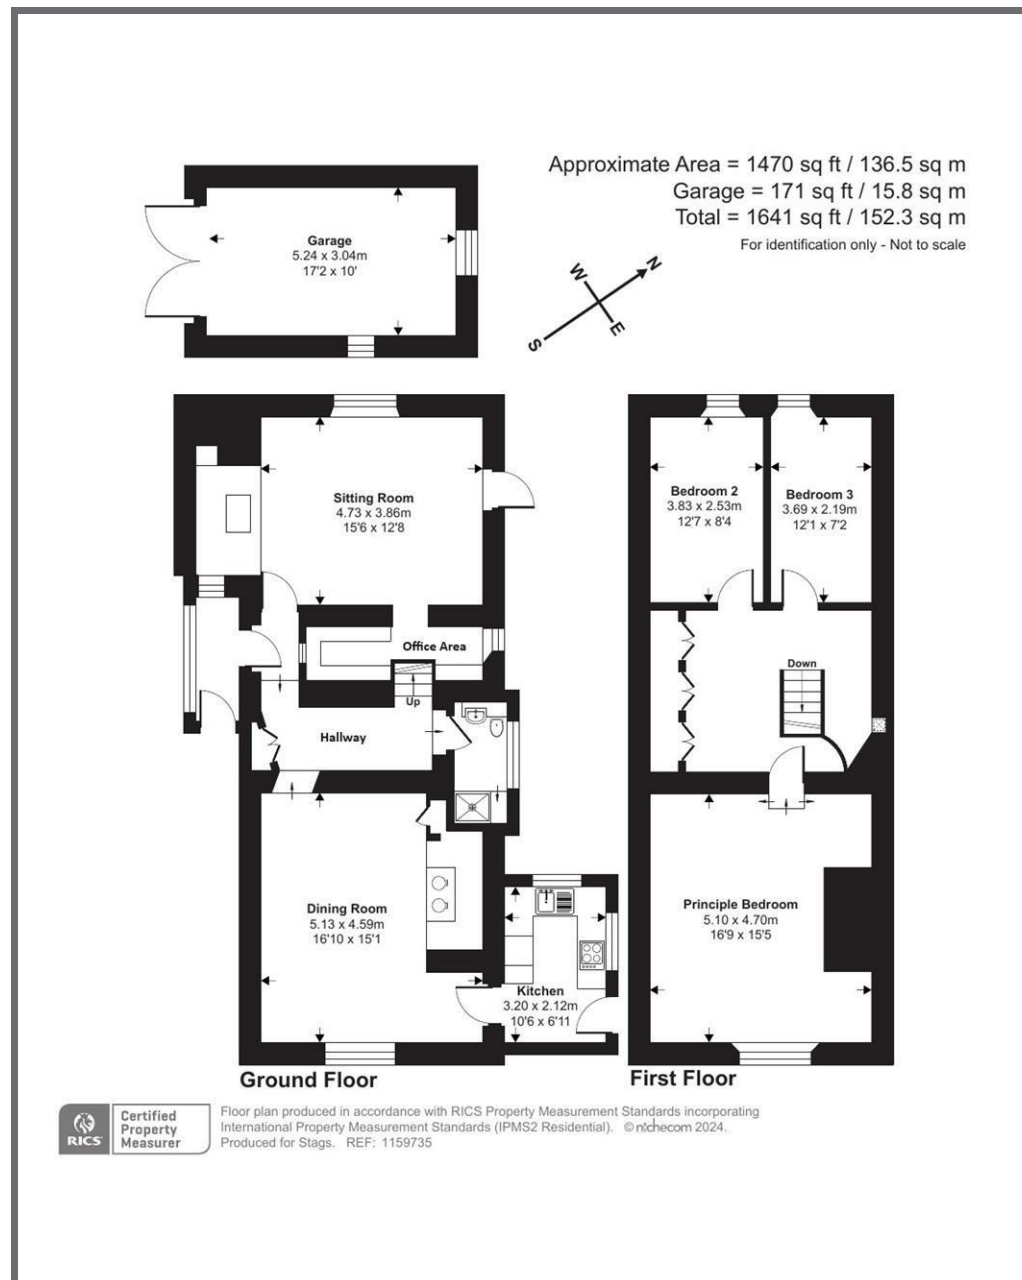 Approximate Area = 1470 sq ft / 136.5 sq m
Garage = 171 sq ft / 15.8 sq m
Total = 1641 sq ft / 152.3 sq m
For identification only - Not to scale
Garage
5.24 x 3.04m
17'2 x 10'
W
N
S
E
Sitting Room
4.73 x 3.86m
15'6 x 12'8
Office Area
Up
Hallway
Dining Room
5.13 x 4.59m
16'10 x 15'1
Kitchen
3.20 x 2.12m
10'6 x 6'11
Ground Floor
Bedroom 2
3.83 x 2.53m
12'7 x 8'4
Bedroom 3
3.69 x 2.19m
12'1 x 7'2
Down
Principle Bedroom
5.10 x 4.70m
16'9 x 15'5
First Floor
RICS
Certified
Property
Measurer
Floor plan produced in accordance with RICS Property Measurement Standards incorporating
International Property Measurement Standards (IPMS2 Residential). © nichecom 2024.
Produced for Stags. REF: 1159735